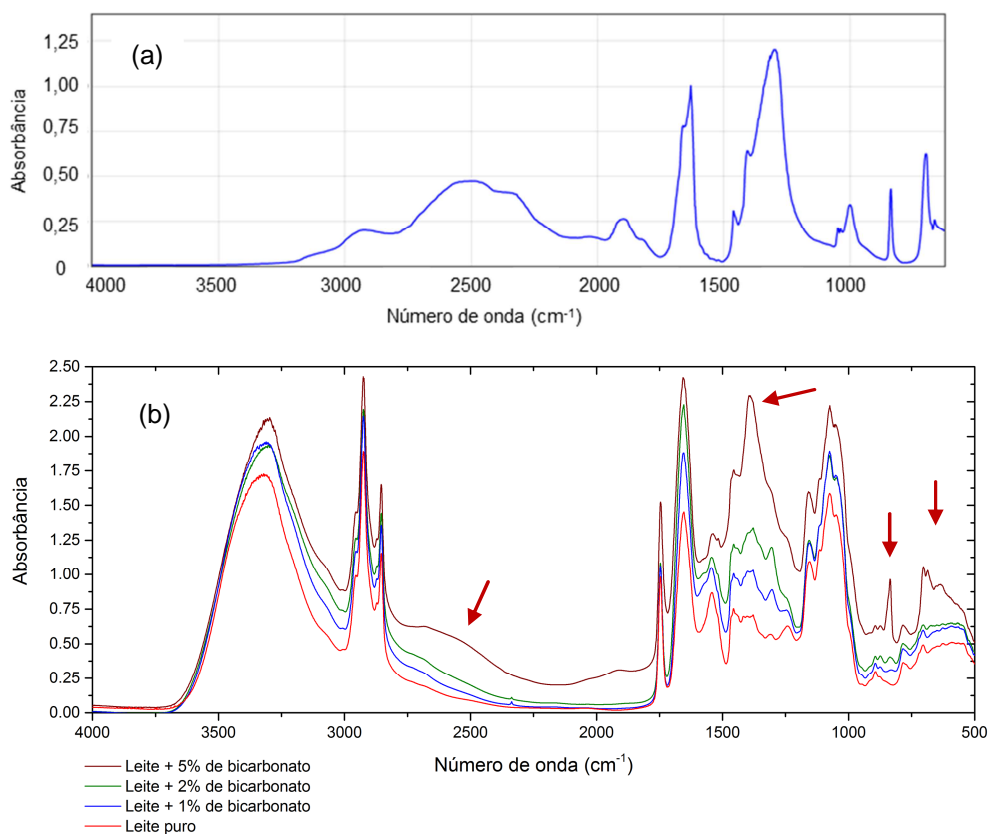 (a)
1,25
1,00
0,75
0,50
0,25
0
Absorbância
4000 3500 3000 2500 2000 1500 1000
Número de onda (cm-1)
(b)
2.50
2.25
2.00
1.75
1.50
1.25
1.00
0.75
0.50
0.25
0.00
Absorbância
4000 3500 3000 2500 2000 1500 1000 500
Número de onda (cm-1)
Leite + 5% de bicarbonato
Leite + 2% de bicarbonato
Leite + 1% de bicarbonato
Leite puro